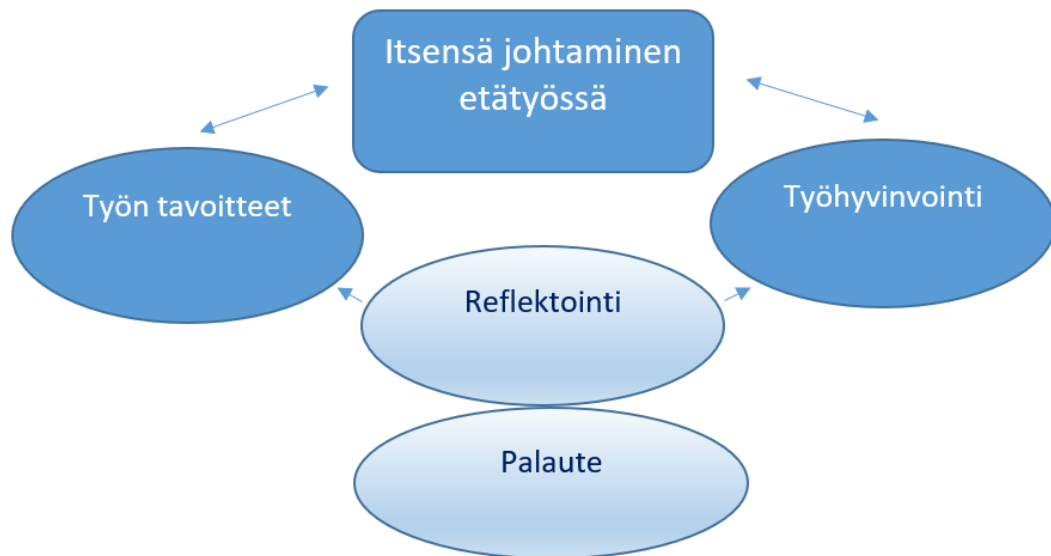 Itsensä johtaminen
etätyössä
Työn tavoitteet
Työhyvinvointi
Reflektointi
Palaute